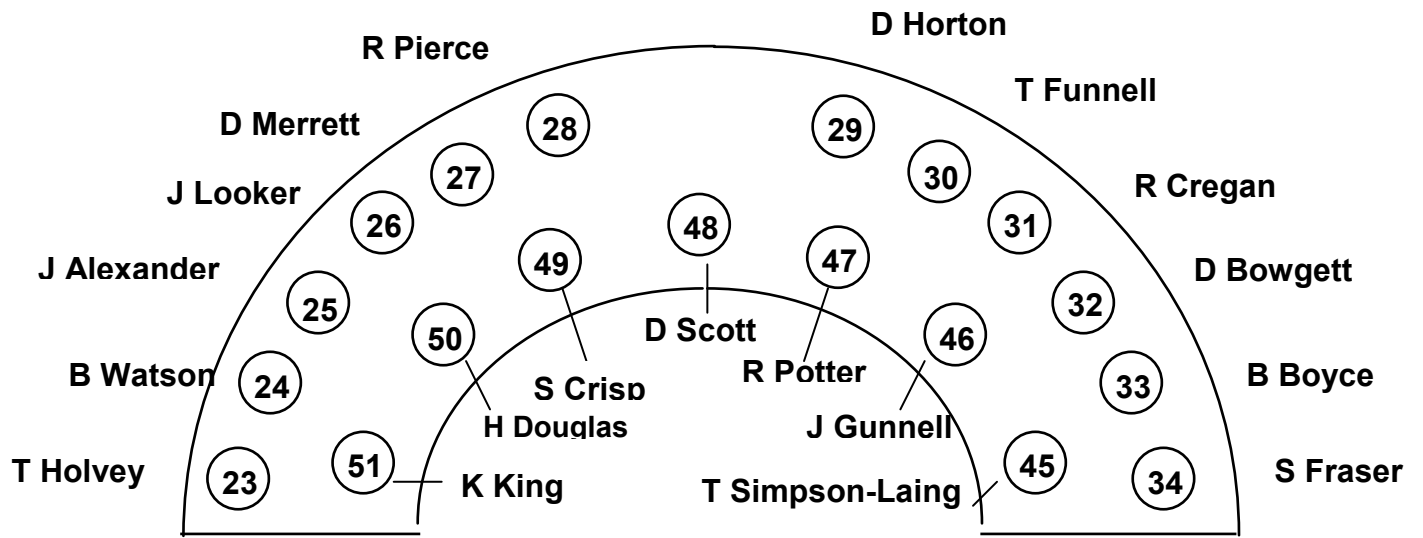 D Horton
R Pierce
T Funnell
D Merrett
28
29
27
30
J Looker
R Cregan
26
31
48
49
47
J Alexander
D Bowgett
25
32
50
D Scott
46
B Watson
R Potter
B Boyce
24
S Crisp
33
H Douglas
J Gunnell
T Holvey
51
45
S Fraser
23
K King
T Simpson-Laing
34